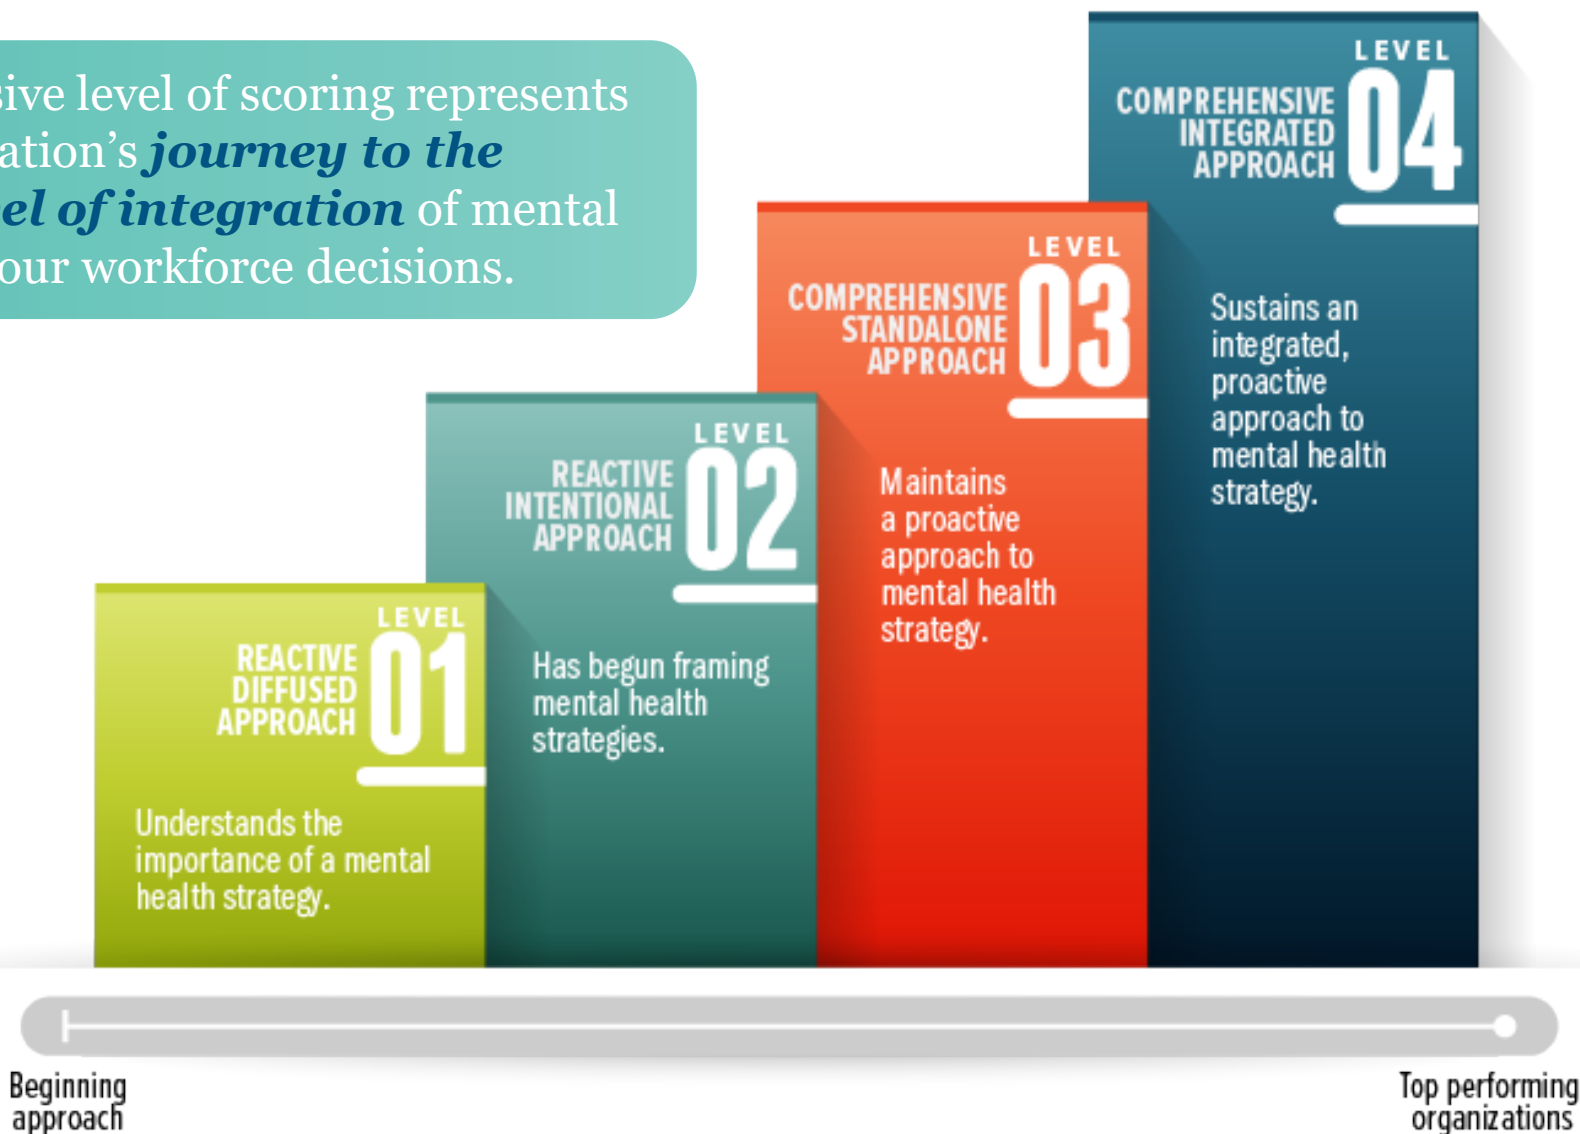 sive level of scoring represents
ation’s journey to the
el of integration of mental
our workforce decisions.
LEVEL
01
REACTIVE
DIFFUSED
APPROACH
Understands the
importance of a mental
health strategy.
LEVEL
02
REACTIVE
INTENTIONAL
APPROACH
Has begun framing
mental health
strategies.
LEVEL
03
COMPREHENSIVE
STANDALONE
APPROACH
Maintains
a proactive
approach to
mental health
strategy.
LEVEL
04
COMPREHENSIVE
INTEGRATED
APPROACH
Sustains an
integrated,
proactive
approach to
mental health
strategy.
Beginning
approach
Top performing
organizations